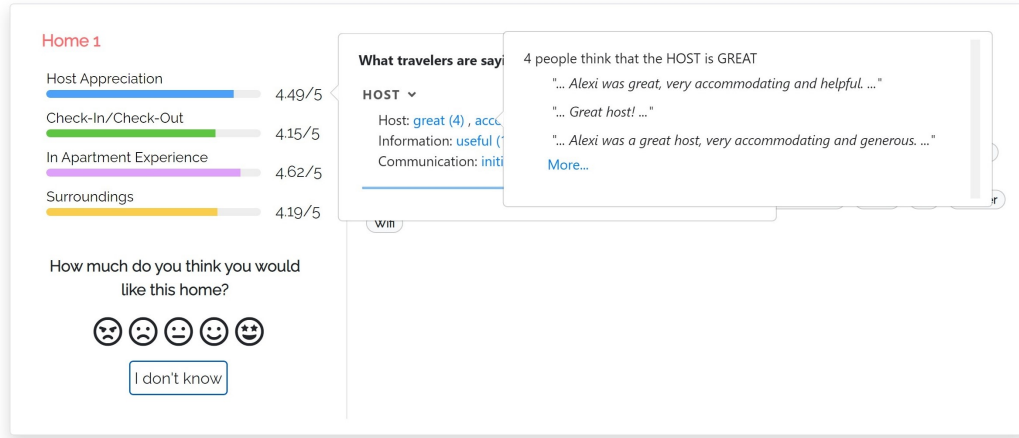 Home 1
Host Appreciation
4.49/5
Check-In/Check-Out
4.15/5
In Apartment Experience
4.62/5
Surroundings
4.19/5
How much do you think you would
like this home?
I don't know
What travelers are sayi
HOST
Host: great (4) , acco
Information: useful (
Communication: initi
Wifi
4 people think that the HOST is GREAT
"... Alexi was great, very accommodating and helpful. ..."
"... Great host! ..."
"... Alexi was a great host, very accommodating and generous. ..."
More...